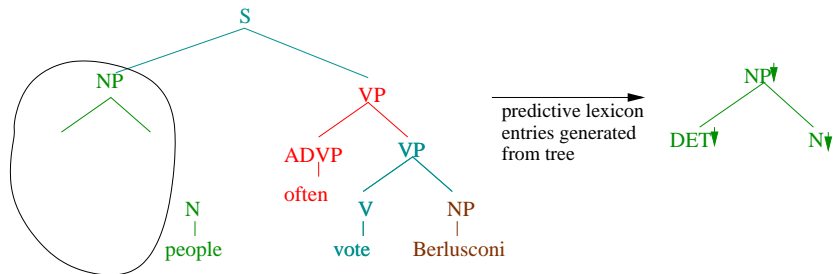 S
NP
VP
NP↓
predictive lexicon
entries generated
from tree
DET↓
N↓
ADVP
VP
often
N
V
NP
people
vote
Berlusconi